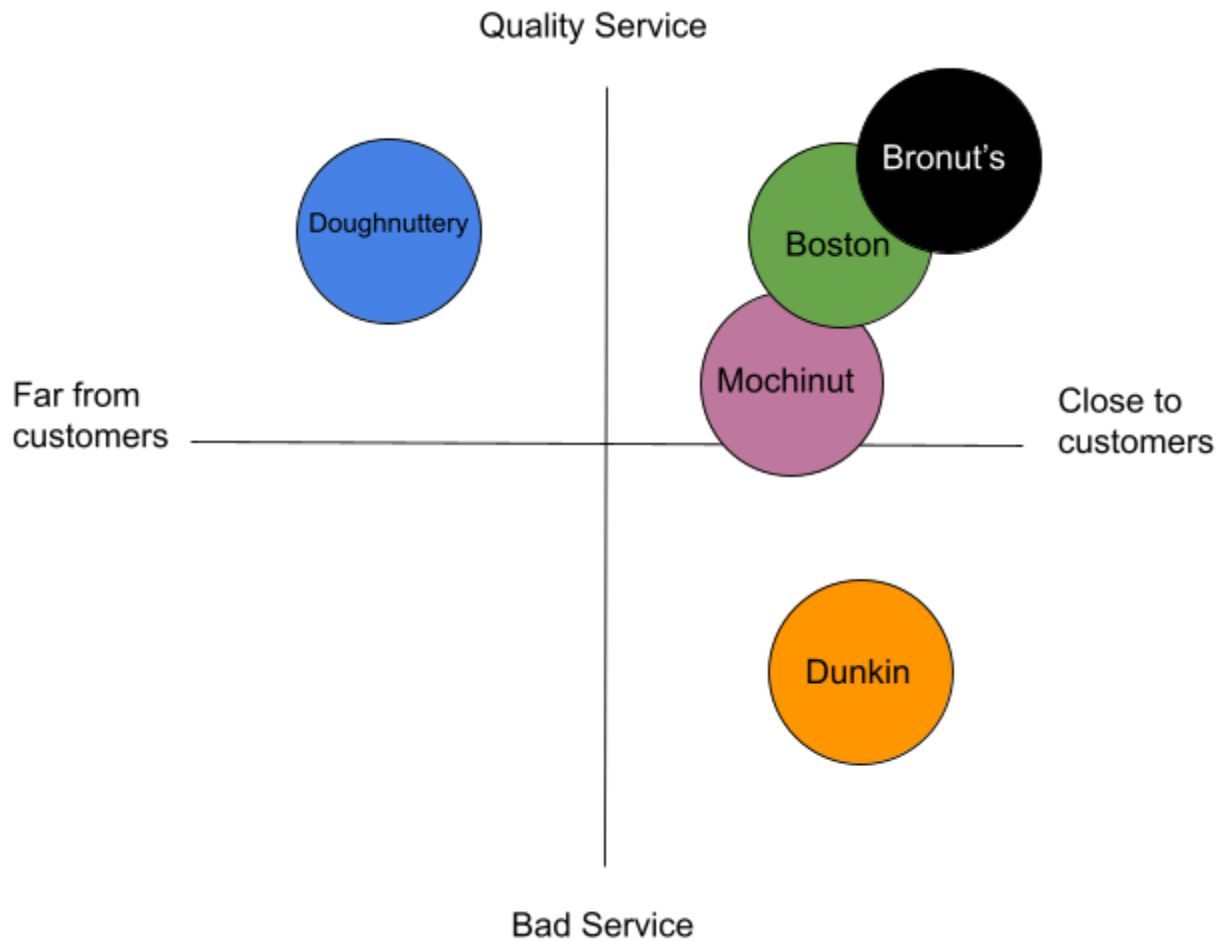 Quality Service
Bronut’s
Doughnuttery
Boston
Mochinut
Far from
customers
Close to
customers
Dunkin
Bad Service